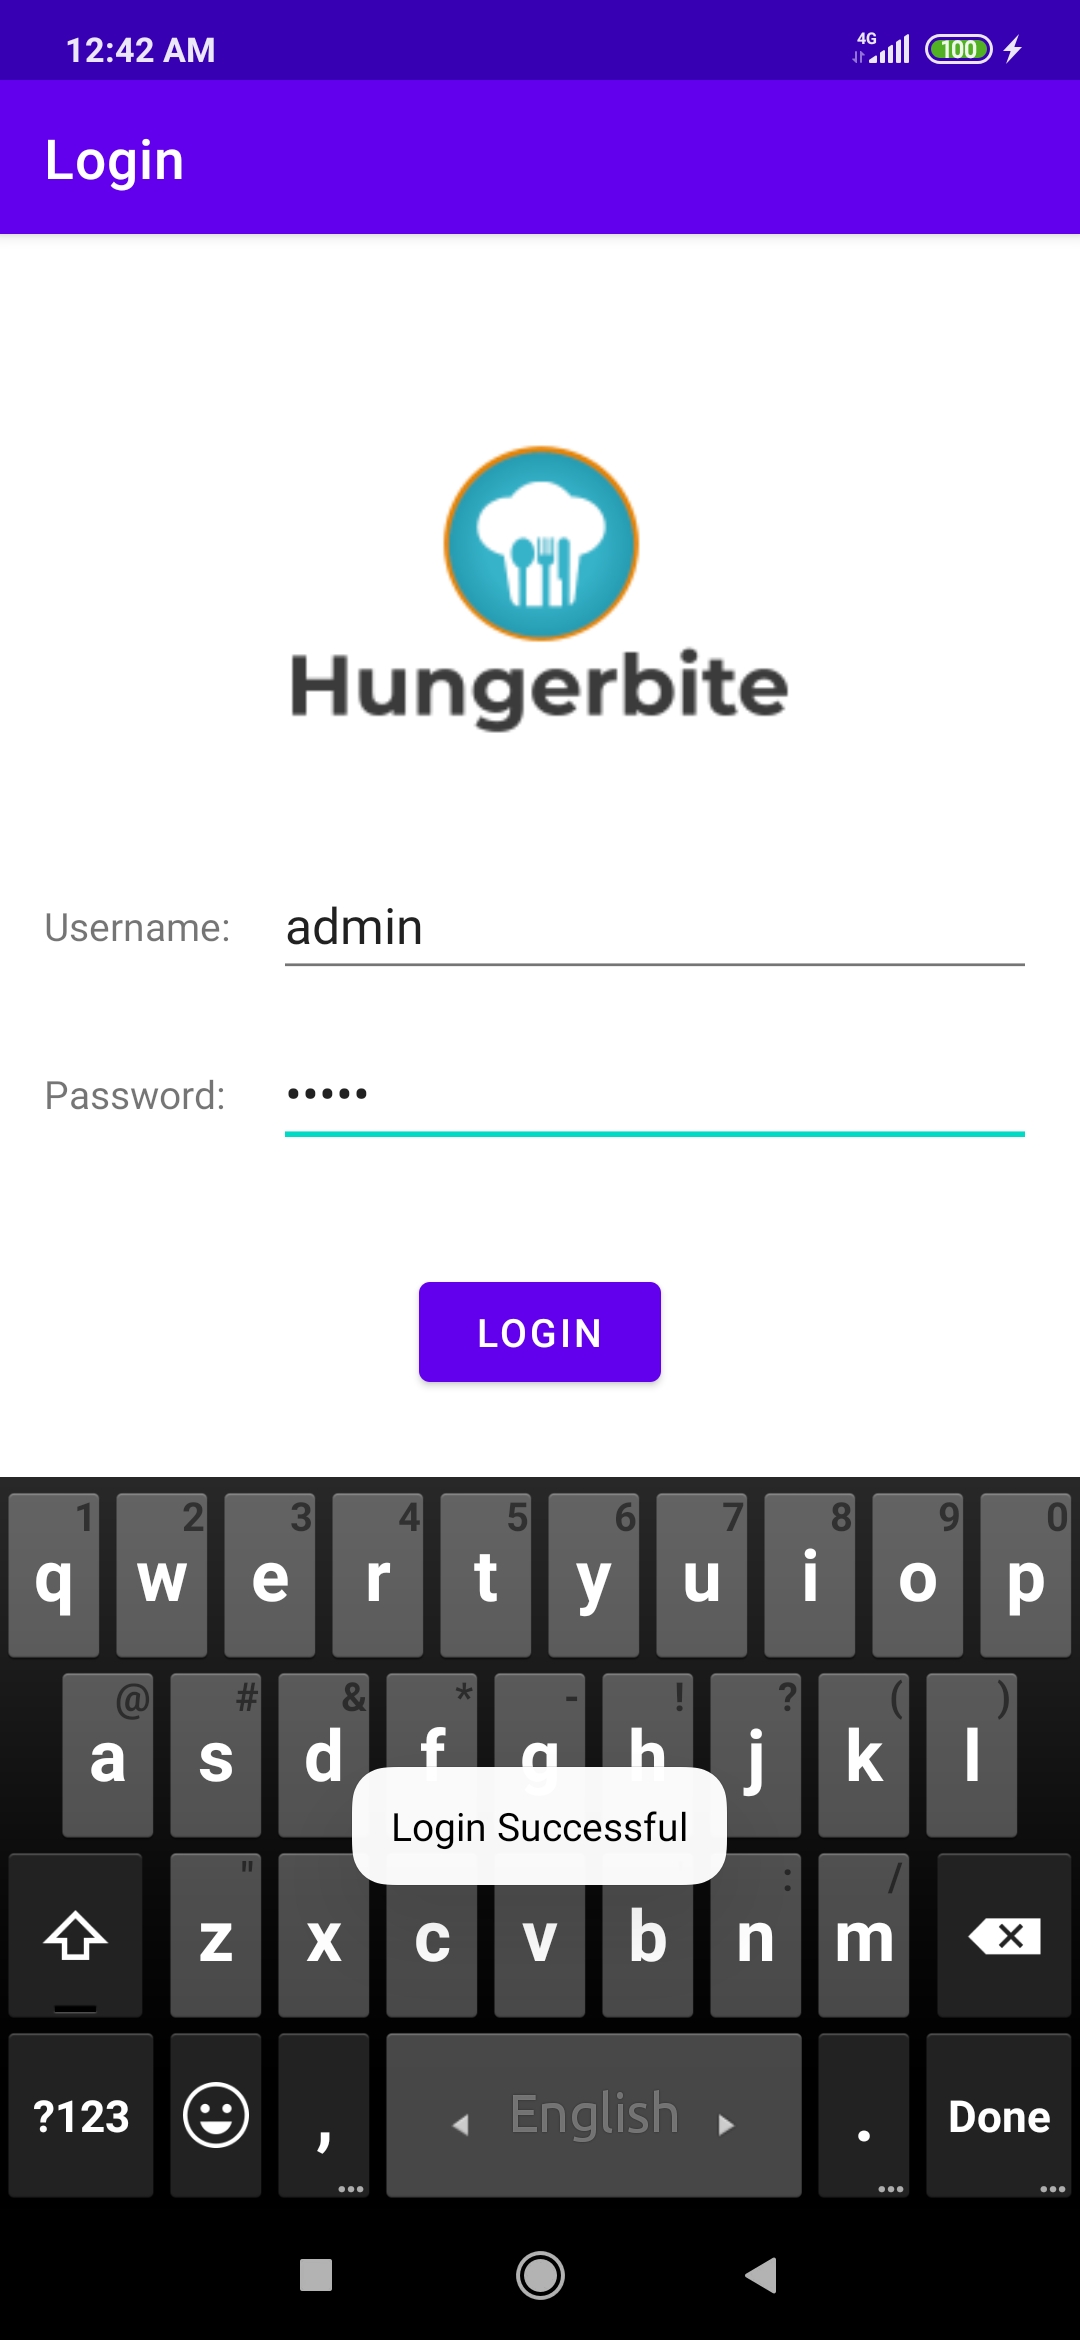 12:42 AM 4G 100
Login
Hungerbite
Username: admin
Password: •••••
LOGIN
1 2 3 4 5 6 7 8 9 0
q w e r t y u i o p
@ # & * - ! ? ( )
a s d f g h j k l
Login Successful
" : /
z x c v b n m
?123 , English . Done